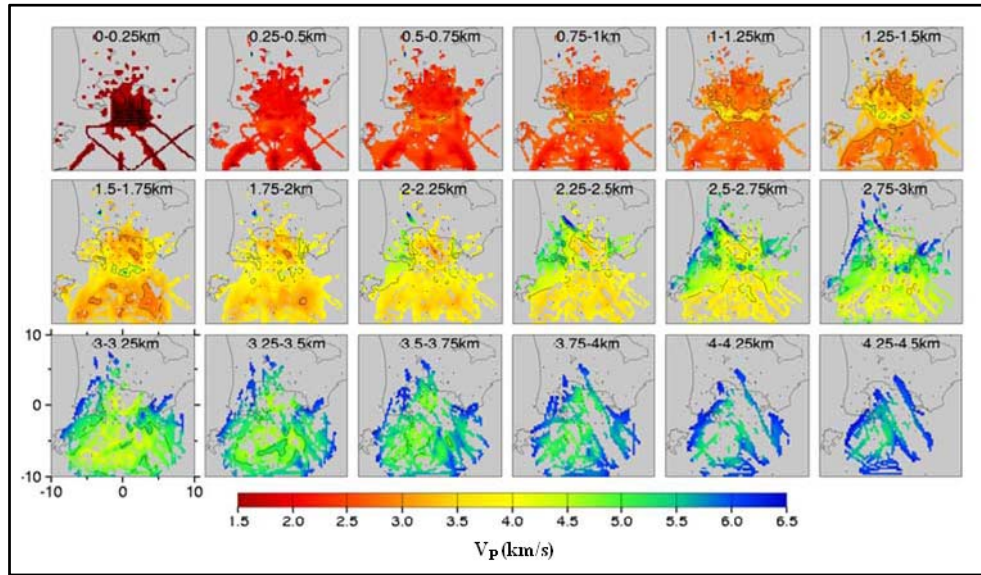 0-0.25km 0.25-0.5km 0.5-0.75km 0.75-1km 1-1.25km 1.25-1.5km
1.5-1.75km 1.75-2km 2-2.25km 2.25-2.5km 2.5-2.75km 2.75-3km
10 3-3.25km 3.25-3.5km 3.5-3.75km 3.75-4km 4-4.25km 4.25-4.5km
0
-10
-10 0 10
1.5 2.0 2.5 3.0 3.5 4.0 4.5 5.0 5.5 6.0 6.5
VP (km/s)